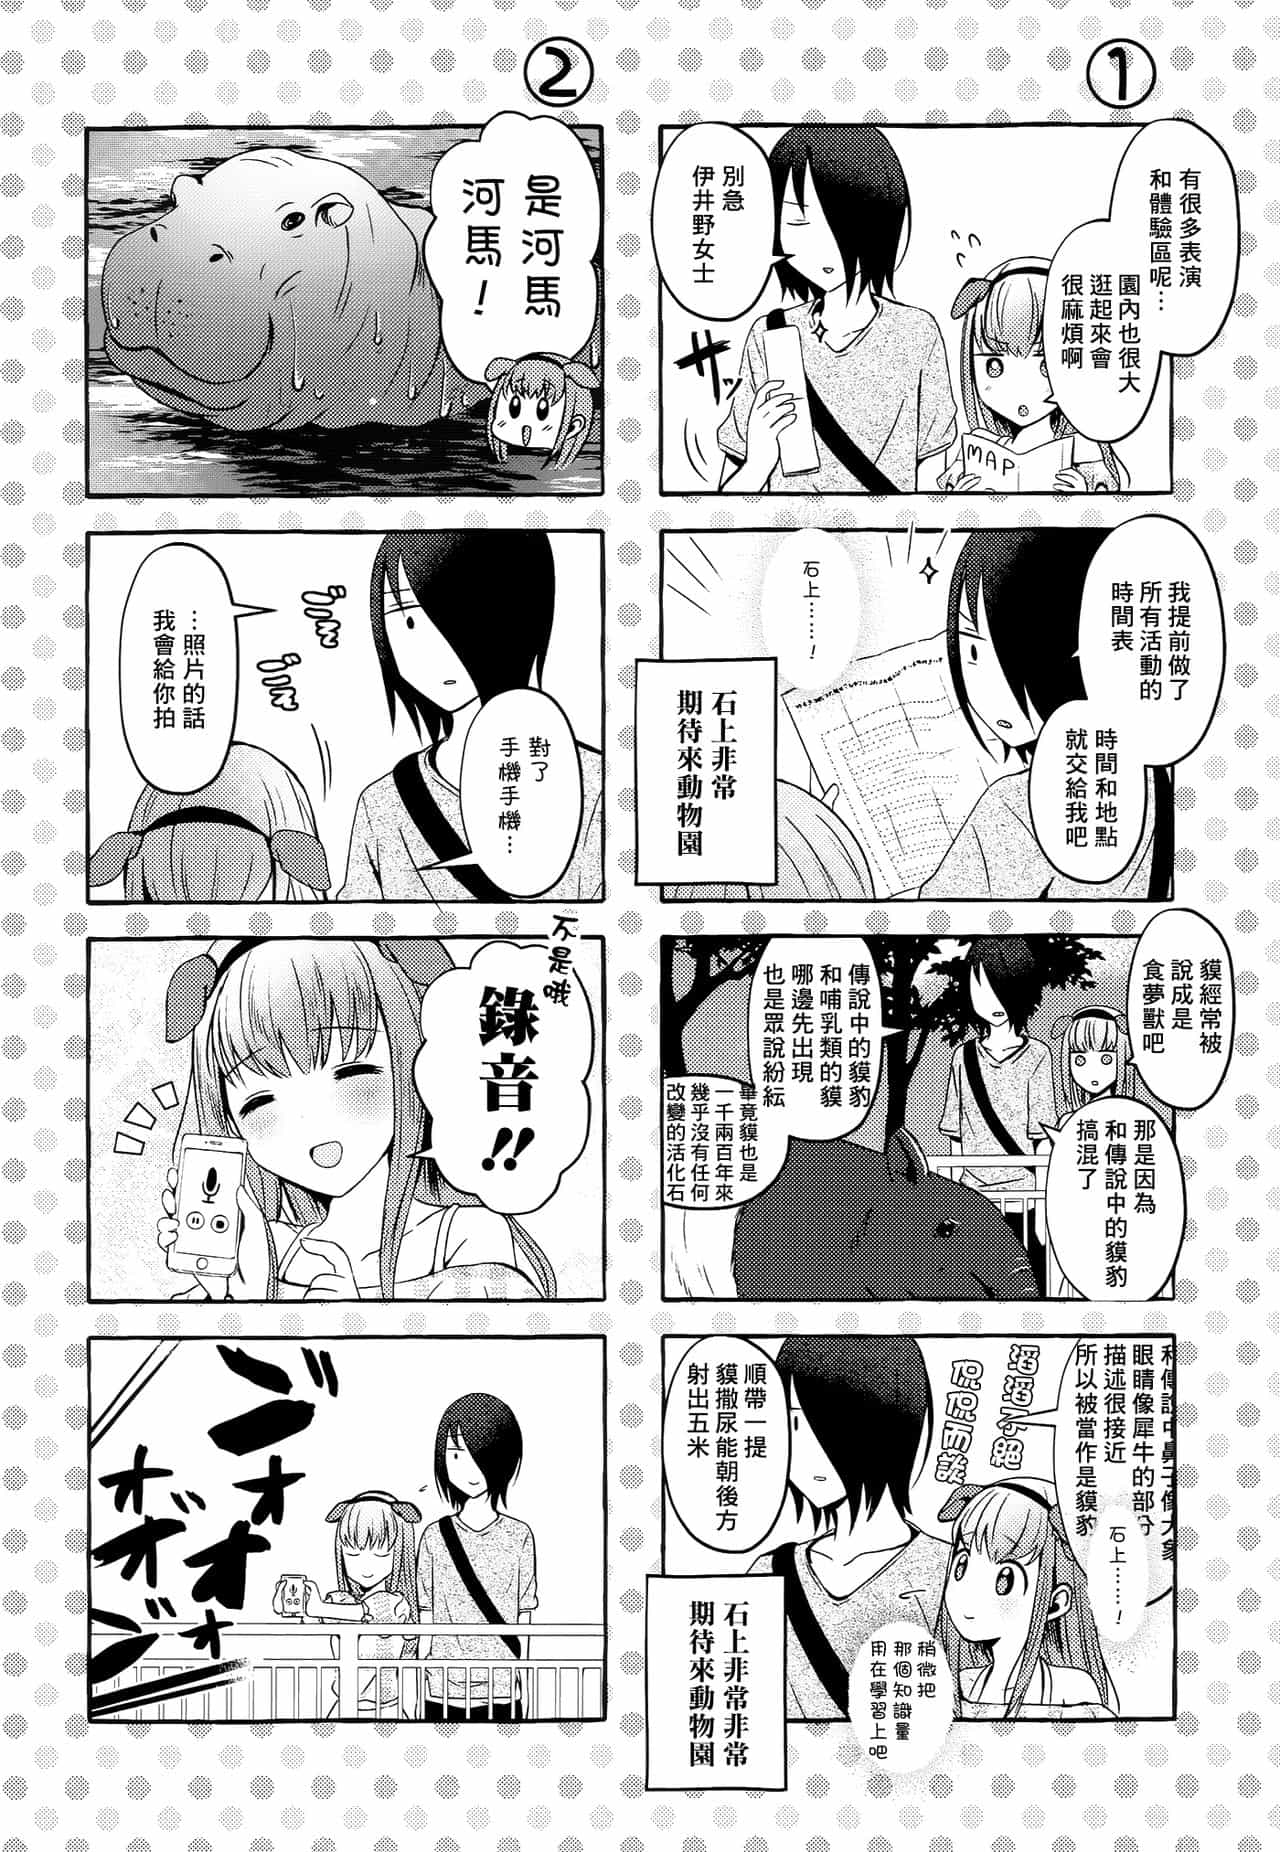 ①
有很多表演
和體驗區呢…
園內也很大
逛起來會
很麻煩啊
別急
伊井野女士
サッ
MAP
我提前做了
所有活動的
時間表
時間和地點
就交給我吧
石上……！
石上非常
期待來動物園
貘經常被
說成是
食夢獸吧
那是因為
和傳說中的貘豹
搞混了
傳說中的貘豹
和哺乳類的貘
哪邊先出現
也是眾說紛紜
畢竟貘也是
一千兩百年來
幾乎沒有任何
改變的活化石
和傳說中鼻子像大象
眼睛像犀牛的部分
描述很接近
所以被當作是貘豹
滔滔不絕
侃侃而談
石上……！
順帶一提
貘撒尿能朝後方
射出五米
稍微把
那個知識量
用在學習上吧
石上非常非常
期待來動物園
②
是河馬
河馬！
對了
手機手機…
ジーン
ジーン
…照片的話
我會給你拍
不是哦
錄音!!
ヴォオオン
ヴォオオン